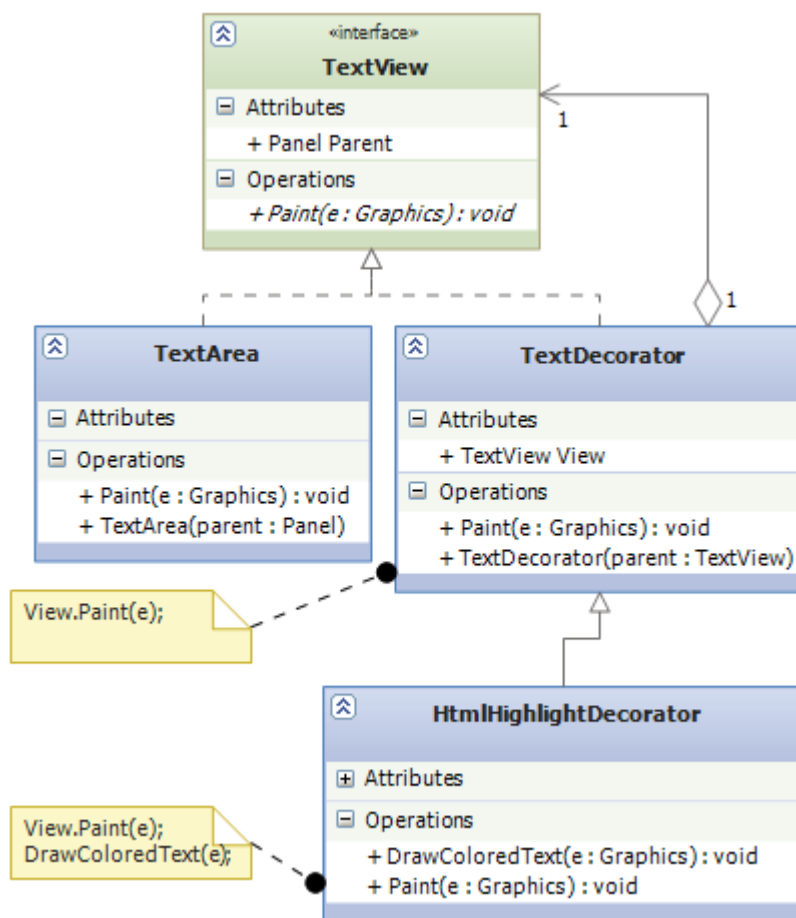 «interface»
TextView
Attributes
+ Panel Parent
Operations
+ Paint(e : Graphics) : void
1
1
TextArea
Attributes
Operations
+ Paint(e : Graphics) : void
+ TextArea(parent : Panel)
TextDecorator
Attributes
+ TextView View
Operations
+ Paint(e : Graphics) : void
+ TextDecorator(parent : TextView)
View.Paint(e);
HtmlHighlightDecorator
Attributes
Operations
+ DrawColoredText(e : Graphics) : void
+ Paint(e : Graphics) : void
View.Paint(e);
DrawColoredText(e);